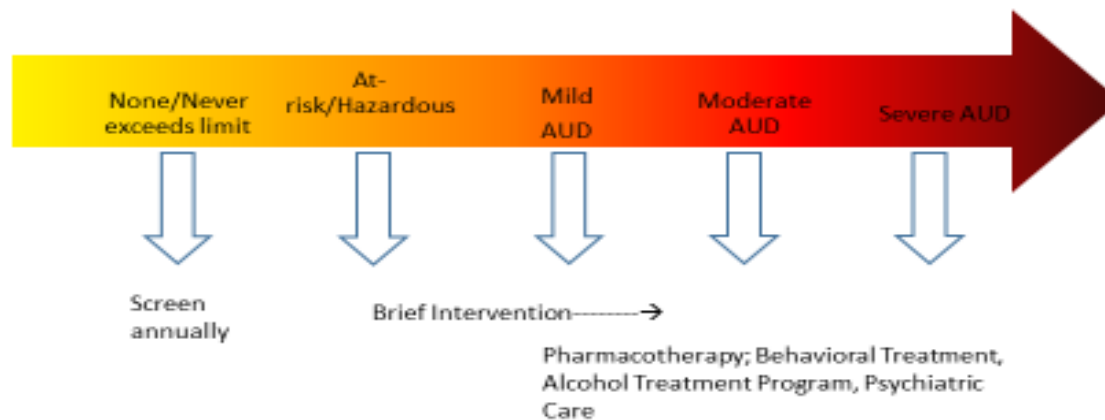 None/Never
exceeds limit
At-
risk/Hazardous
Mild
AUD
Moderate
AUD
Severe AUD
Screen
annually
Brief Intervention--------→
Pharmacotherapy; Behavioral Treatment,
Alcohol Treatment Program, Psychiatric
Care